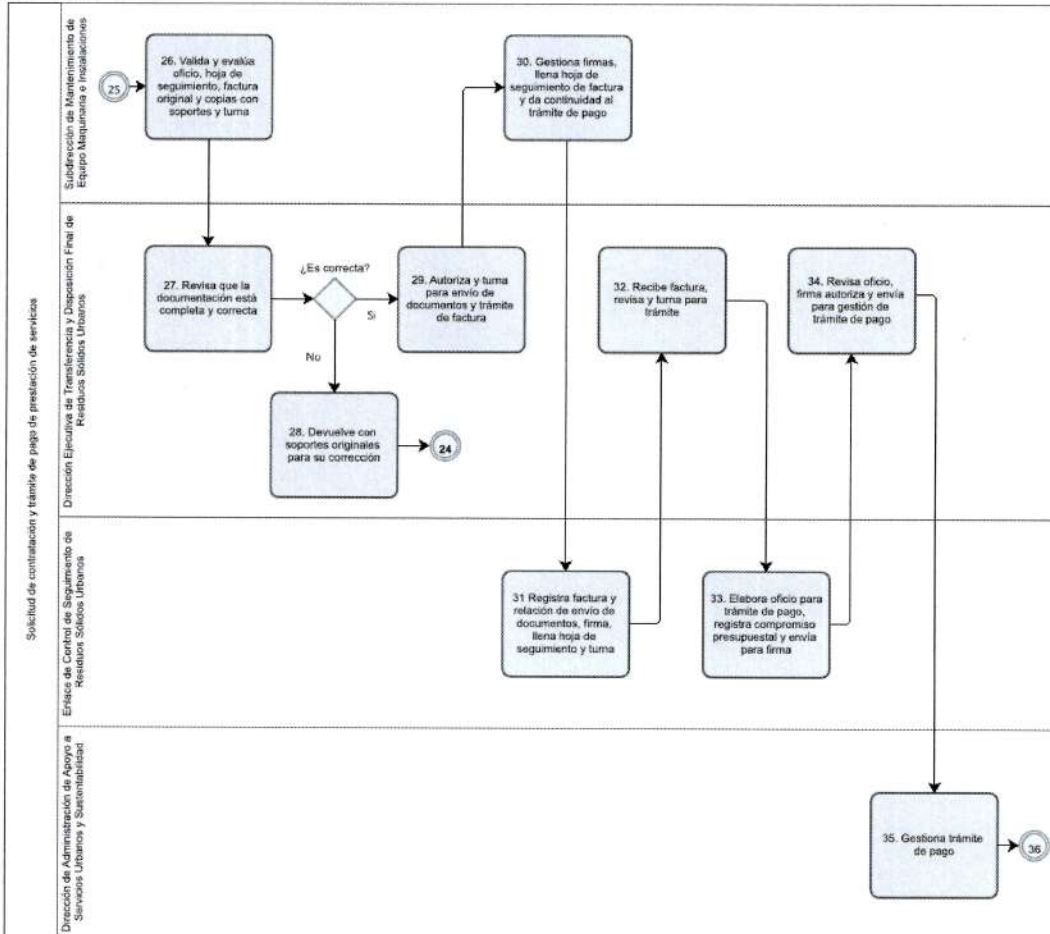 Solicitud de contratación y trámite de pago de prestación de servicios
Subdirección de Mantenimiento de
Equipo Maquinaria e Instalaciones
25
26. Valida y evalúa
oficio, hoja de
seguimiento, factura
original y copias con
soportes y turna
30. Gestiona firmas,
llena hoja de
seguimiento de factura
y da continuidad al
trámite de pago
Dirección Ejecutiva de Transferencia y Disposición Final de
Residuos Sólidos Urbanos
27. Revisa que la
documentación está
completa y correcta
¿Es correcta?
Si
No
29. Autoriza y turna
para envío de
documentos y trámite
de factura
28. Devuelve con
soportes originales
para su corrección
24
32. Recibe factura,
revisa y turna para
trámite
34. Revisa oficio,
firma autoriza y envía
para gestión de
trámite de pago
Enlace de Control de Seguimiento de
Residuos Sólidos Urbanos
31 Registra factura y
relación de envío de
documentos, firma,
llena hoja de
seguimiento y turna
33. Elabora oficio para
trámite de pago,
registra compromiso
presupuestal y envía
para firma
Dirección de Administración de Apoyo a
Servicios Urbanos y Sustentabilidad
35. Gestiona trámite
de pago
36